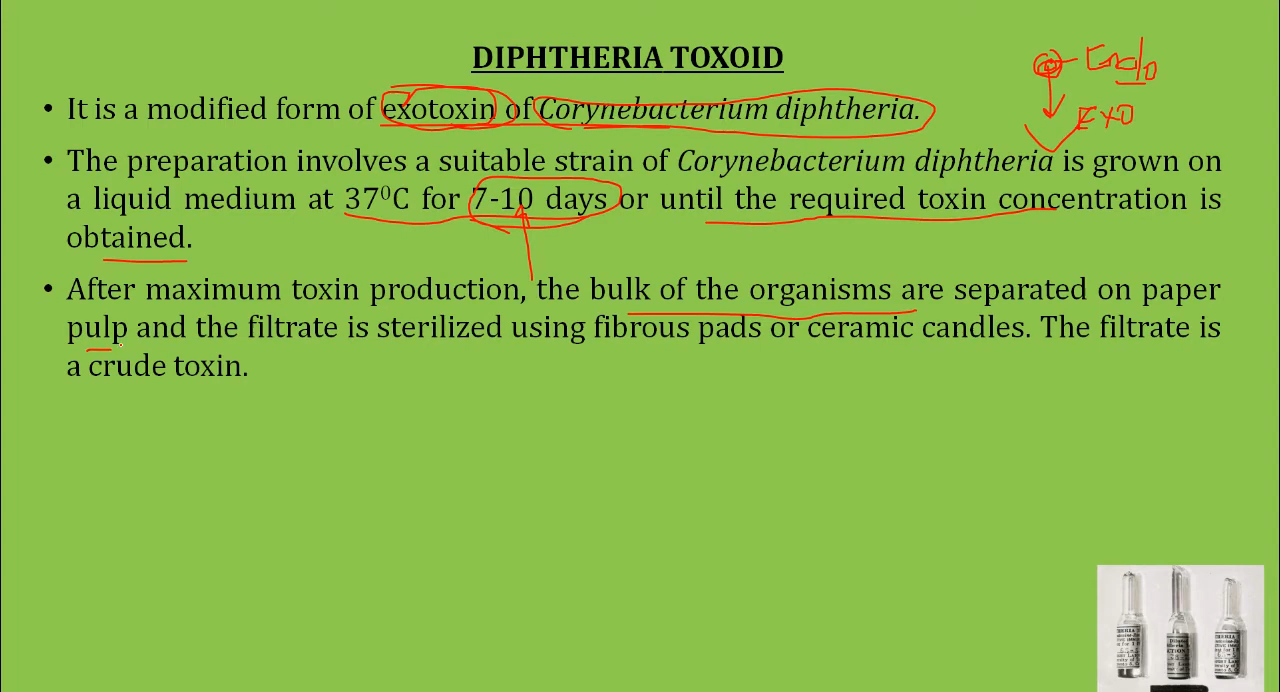 DIPHTHERIA TOXOID
• It is a modified form of exotoxin of Corynebacterium diphtheria.
• The preparation involves a suitable strain of Corynebacterium diphtheria is grown on
a liquid medium at 37⁰C for 7-10 days or until the required toxin concentration is
obtained.
• After maximum toxin production, the bulk of the organisms are separated on paper
pulp and the filtrate is sterilized using fibrous pads or ceramic candles. The filtrate is
a crude toxin.
Endo
EXO